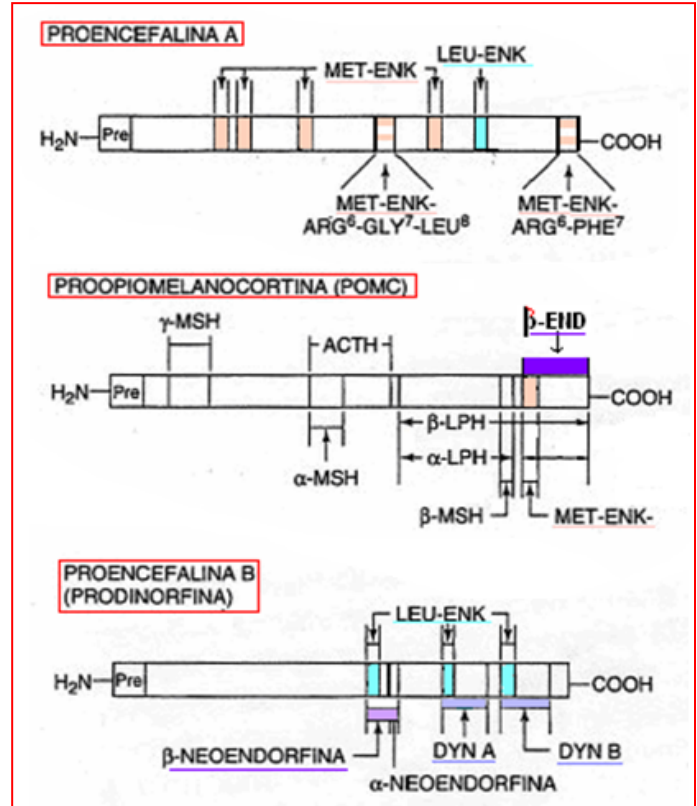 PROENCEFALINA A
LEU-ENK
MET-ENK
H₂N
Pre
COOH
MET-ENK-
ARG⁶-GLY⁷-LEU⁸
MET-ENK-
ARG⁶-PHE⁷
PROOPIOMELANOCORTINA (POMC)
γ-MSH
ACTH
β-END
H₂N
Pre
COOH
β-LPH
α-LPH
α-MSH
β-MSH
MET-ENK-
PROENCEFALINA B
(PRODINORFINA)
LEU-ENK
H₂N
Pre
COOH
β-NEOENDORFINA
DYN A
DYN B
α-NEOENDORFINA